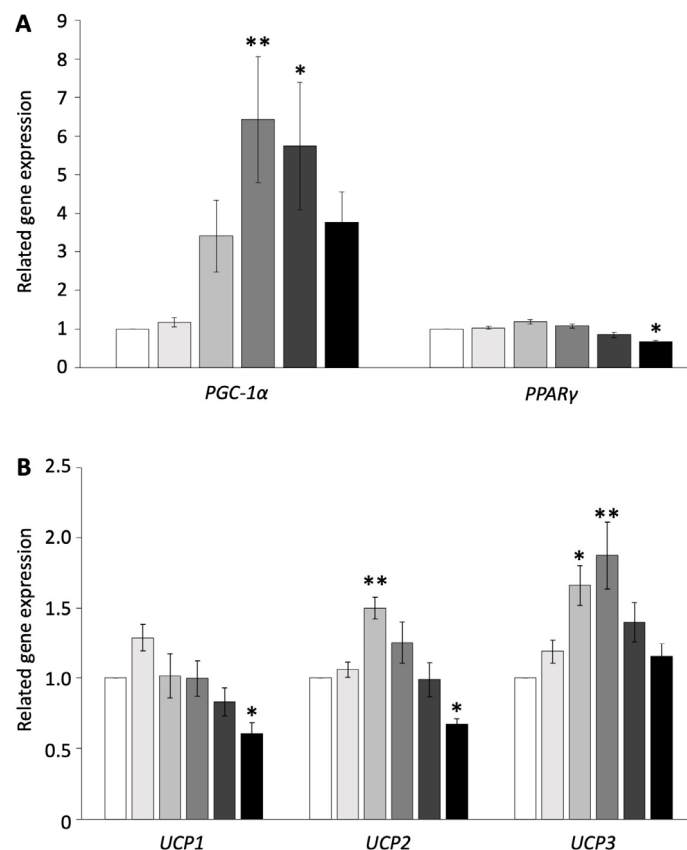 A
Related gene expression
9
8
7
6
5
4
3
2
1
0
**
*
*
PGC-1α
PPARγ
B
Related gene expression
2.5
2.0
1.5
1.0
0.5
0
*
**
*
*
**
UCP1
UCP2
UCP3